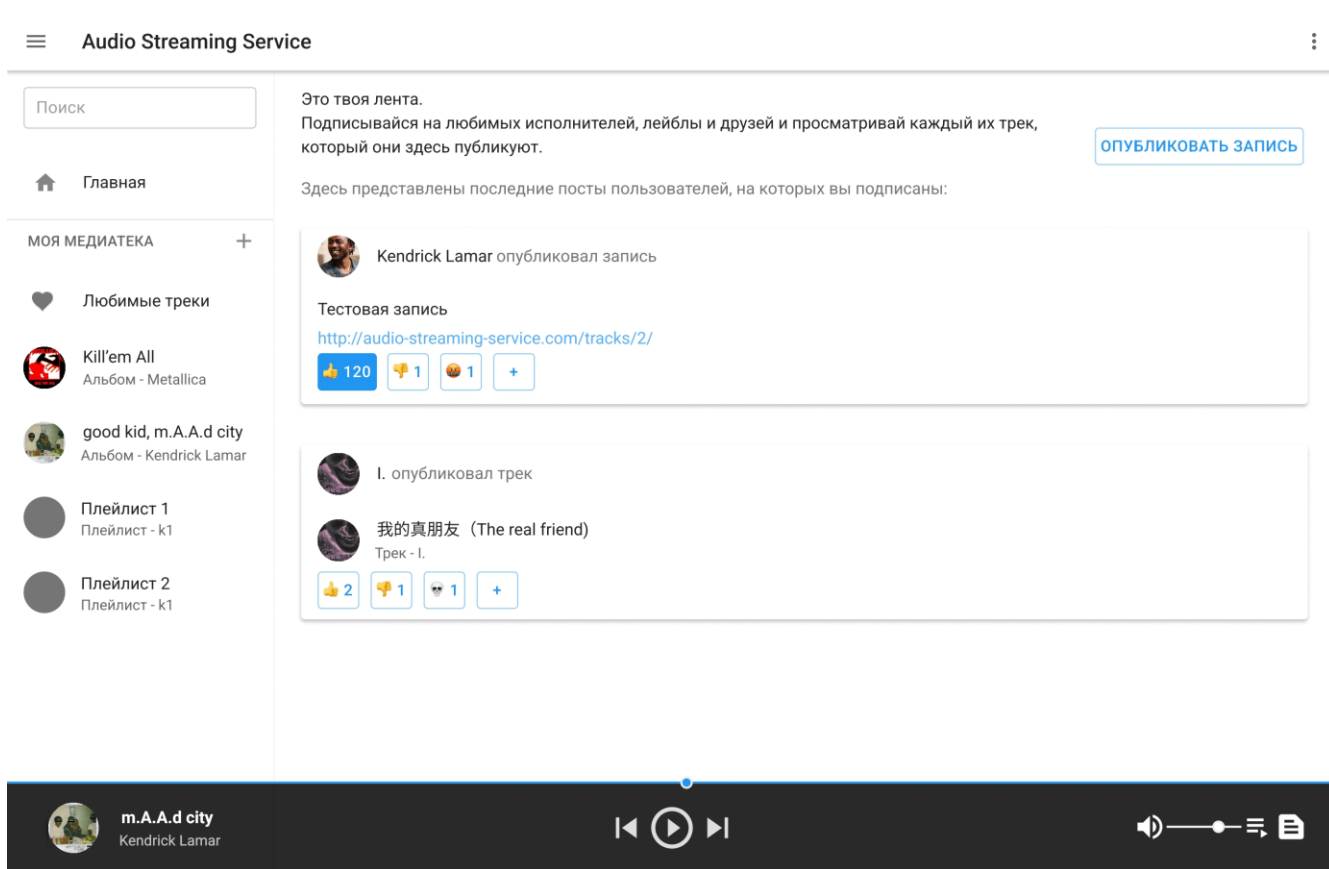 Audio Streaming Service
Поиск
Главная
МОЯ МЕДИАТЕКА
Любимые треки
Kill'em All
Альбом - Metallica
good kid, m.A.A.d city
Альбом - Kendrick Lamar
Плейлист 1
Плейлист - k1
Плейлист 2
Плейлист - k1
Это твоя лента.
Подписывайся на любимых исполнителей, лейблы и друзей и просматривай каждый их трек,
который они здесь публикуют.
ОПУБЛИКОВАТЬ ЗАПИСЬ
Здесь представлены последние посты пользователей, на которых вы подписаны:
Kendrick Lamar опубликовал запись
Тестовая запись
http://audio-streaming-service.com/tracks/2/
👍 120 👎 1 🤬 1 +
I. опубликовал трек
我的真朋友（The real friend)
Трек - I.
👍 2 👎 1 💀 1 +
m.A.A.d city
Kendrick Lamar